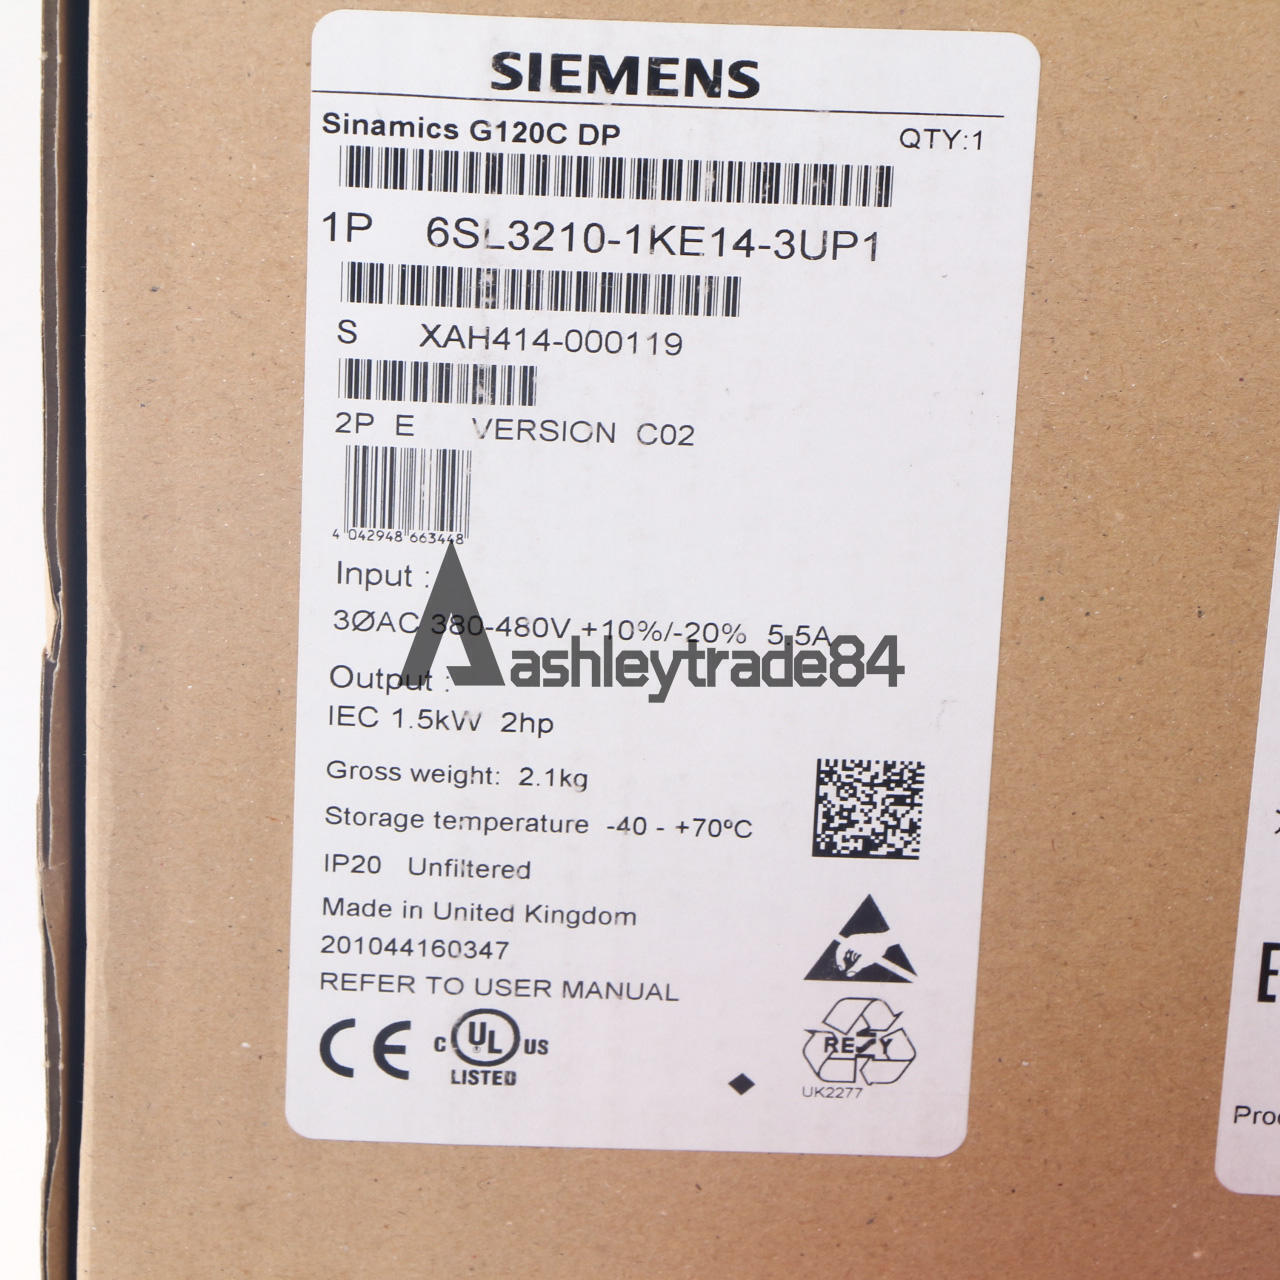 SIEMENS
Sinamics G120C DP QTY:1
1P 6SL3210-1KE14-3UP1
S XAH414-000119
2P E VERSION C02
4 042948 663448
Input :
3ØAC 380-480V +10%/-20% 5.5A
ashleytrade84
Output :
IEC 1.5kW 2hp
Gross weight: 2.1kg
Storage temperature -40 - +70ºC
IP20 Unfiltered
Made in United Kingdom
201044160347
REFER TO USER MANUAL
CE C UL US
LISTED
RESY
UK2277